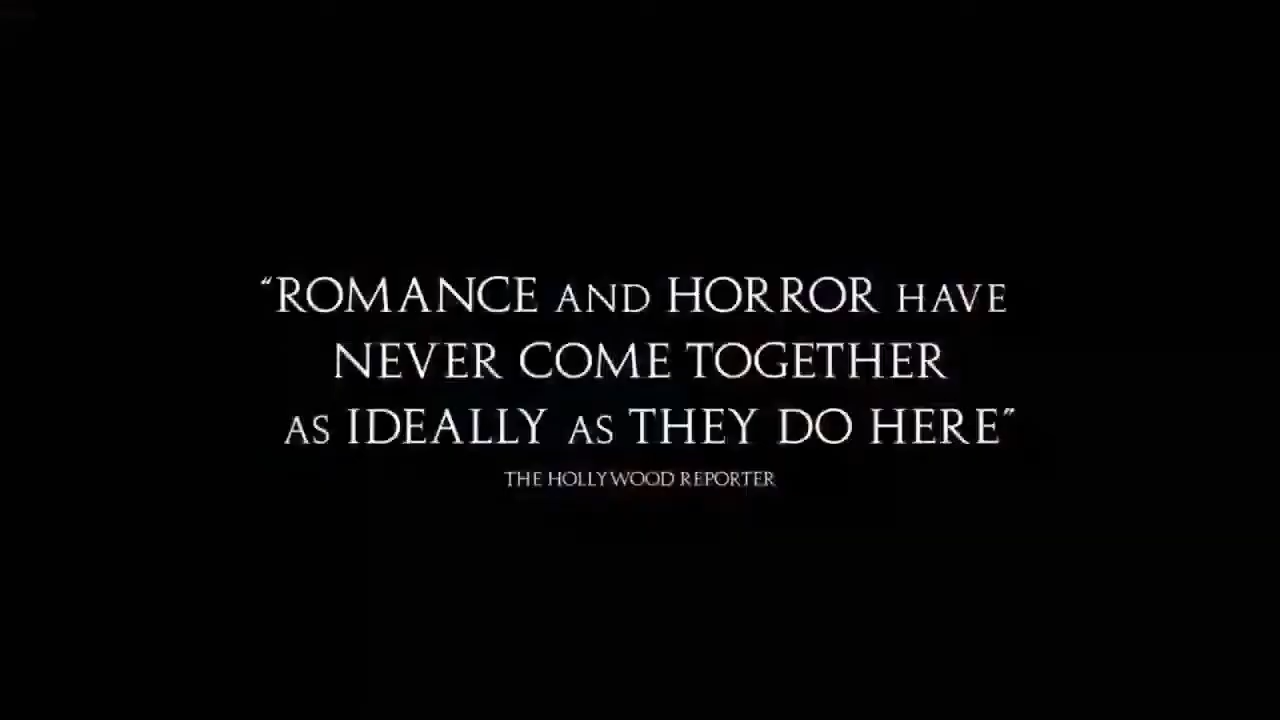 “ROMANCE AND HORROR HAVE
NEVER COME TOGETHER
AS IDEALLY AS THEY DO HERE”
THE HOLLYWOOD REPORTER